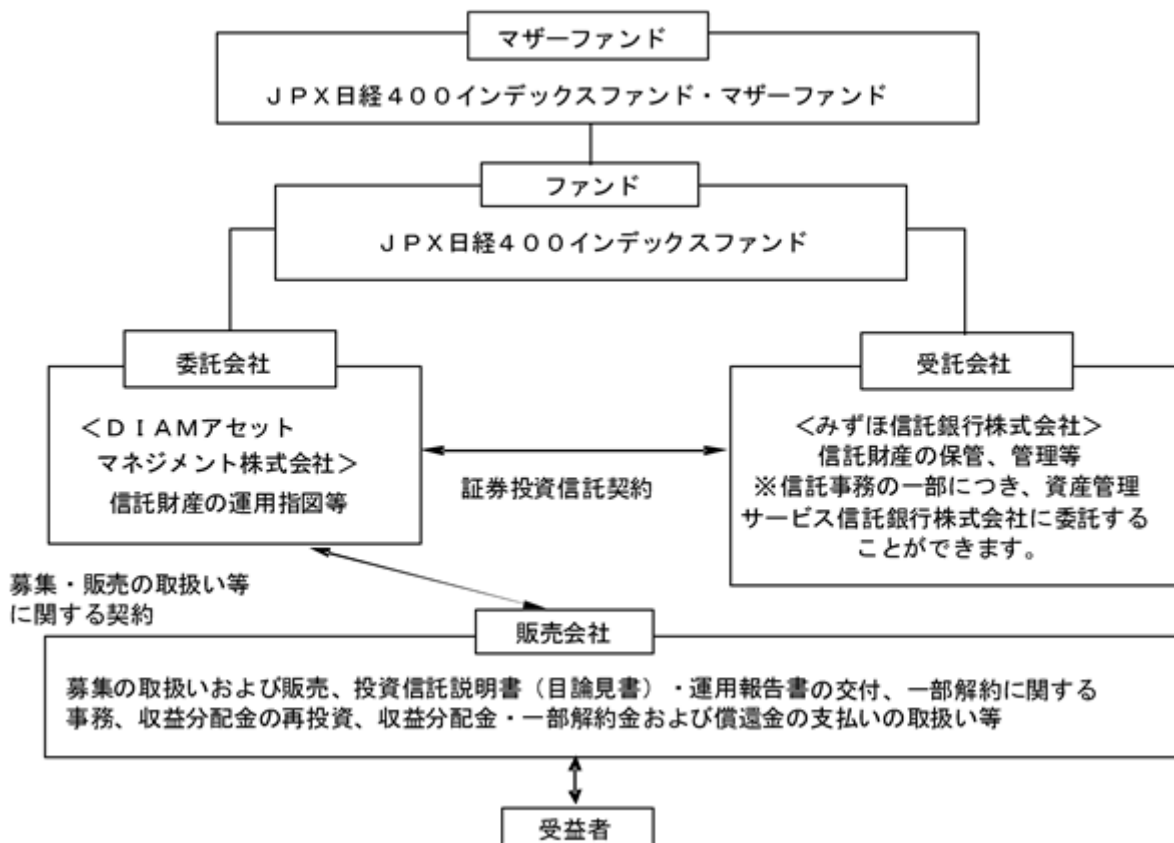 マザーファンド
ＪＰＸ日経４００インデックスファンド・マザーファンド
ファンド
ＪＰＸ日経４００インデックスファンド
委託会社
＜ＤＩＡＭアセット
マネジメント株式会社＞
信託財産の運用指図等
証券投資信託契約
受託会社
＜みずほ信託銀行株式会社＞
信託財産の保管、管理等
※信託事務の一部につき、資産管理
サービス信託銀行株式会社に委託する
ことができます。
募集・販売の取扱い等
に関する契約
販売会社
募集の取扱いおよび販売、投資信託説明書（目論見書）・運用報告書の交付、一部解約に関する
事務、収益分配金の再投資、収益分配金・一部解約金および償還金の支払いの取扱い等
受益者